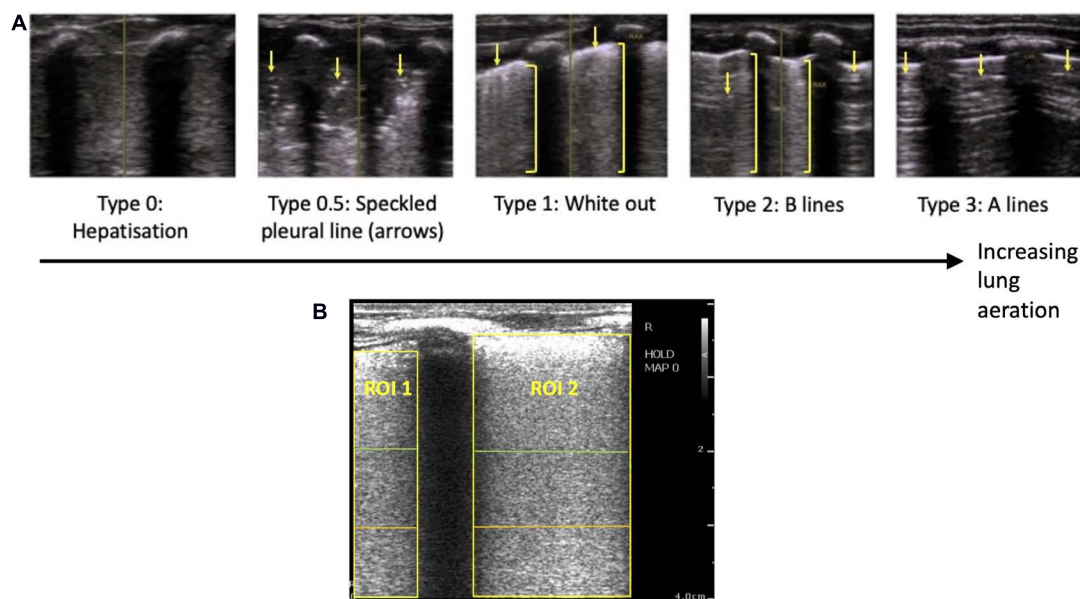 A
Type 0:
Hepatisation
Type 0.5: Speckled
pleural line (arrows)
Type 1: White out
Type 2: B lines
Type 3: A lines
Increasing
lung
aeration
B
ROI 1
ROI 2
R
HOLD
MAP 0
2
4.0cm